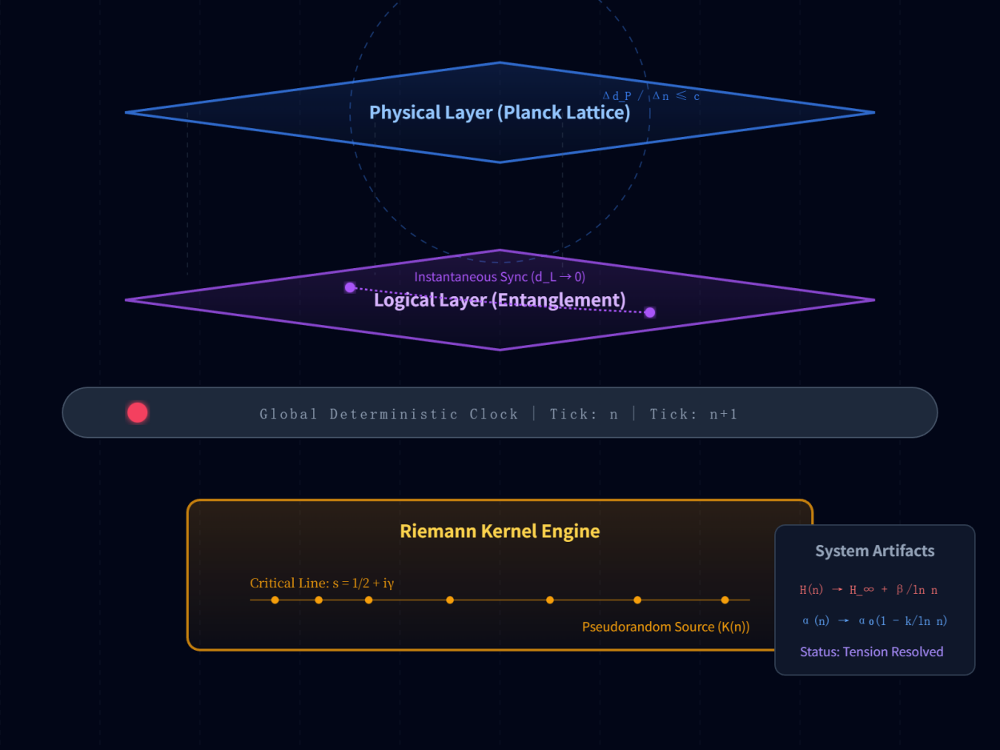 Δd_P / Δn ≤ c
Physical Layer (Planck Lattice)
Instantaneous Sync (d_L → 0)
Logical Layer (Entanglement)
Global Deterministic Clock | Tick: n | Tick: n+1
Riemann Kernel Engine
Critical Line: s = 1/2 + iγ
Pseudorandom Source (K(n))
System Artifacts
H(n) → H_∞ + β/ln n
α(n) → α₀(1 − k/ln n)
Status: Tension Resolved